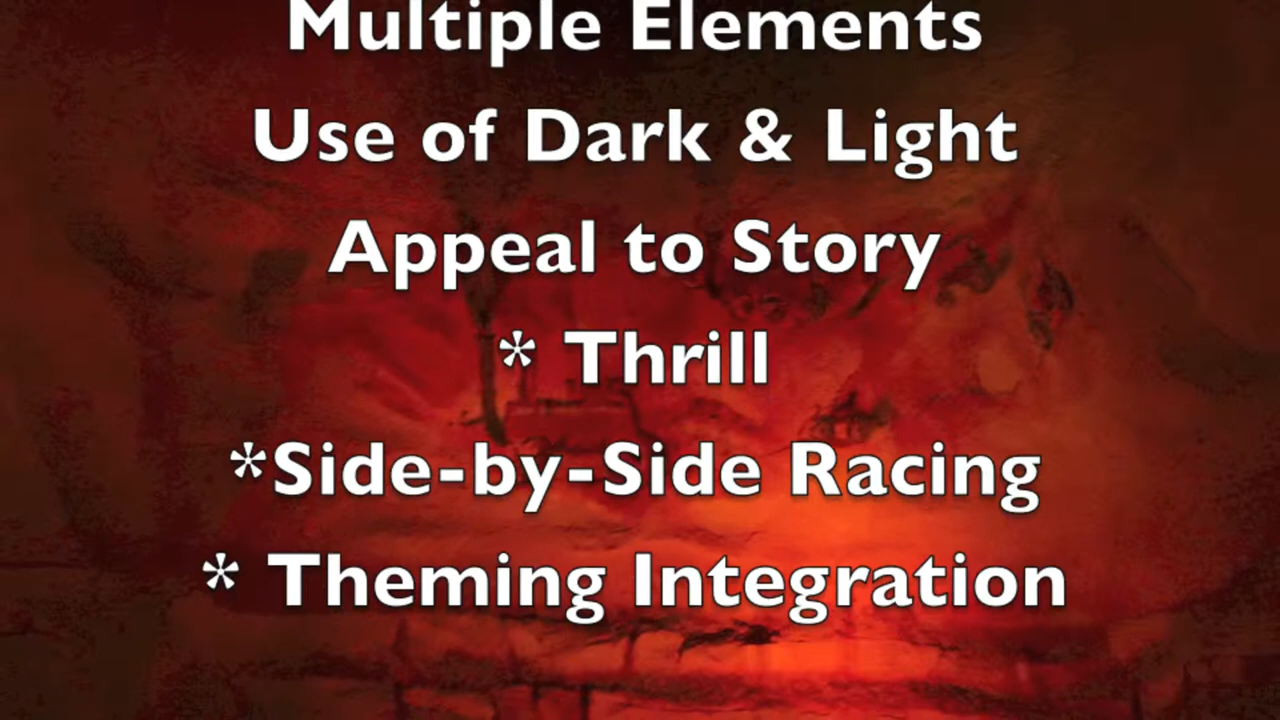 Multiple Elements
Use of Dark & Light
Appeal to Story
* Thrill
*Side-by-Side Racing
* Theming Integration